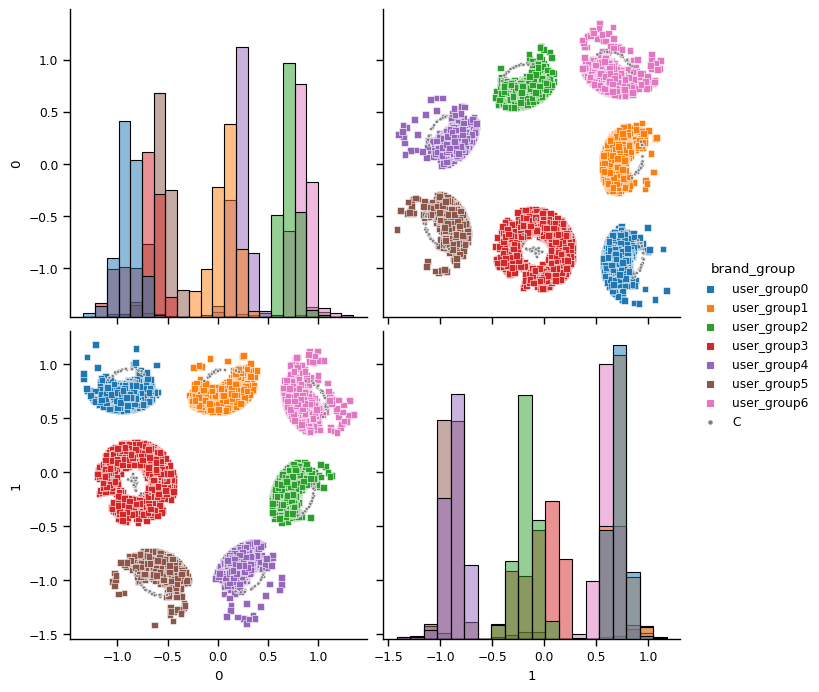 1.0
0.5
0.0
−0.5
−1.0
0
1.0
0.5
0.0
−0.5
−1.0
−1.5
1
−1.0 −0.5 0.0 0.5 1.0
0
−1.5 −1.0 −0.5 0.0 0.5 1.0
1
brand_group
user_group0
user_group1
user_group2
user_group3
user_group4
user_group5
user_group6
C